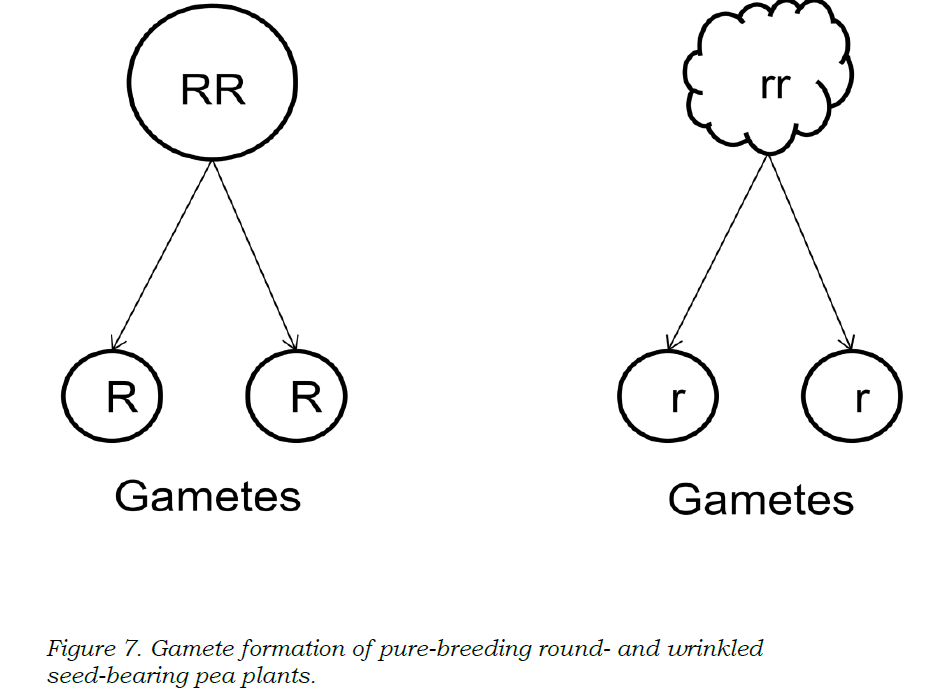 RR
rr
R
R
r
r
Gametes
Gametes
Figure 7. Gamete formation of pure-breeding round- and wrinkled
seed-bearing pea plants.